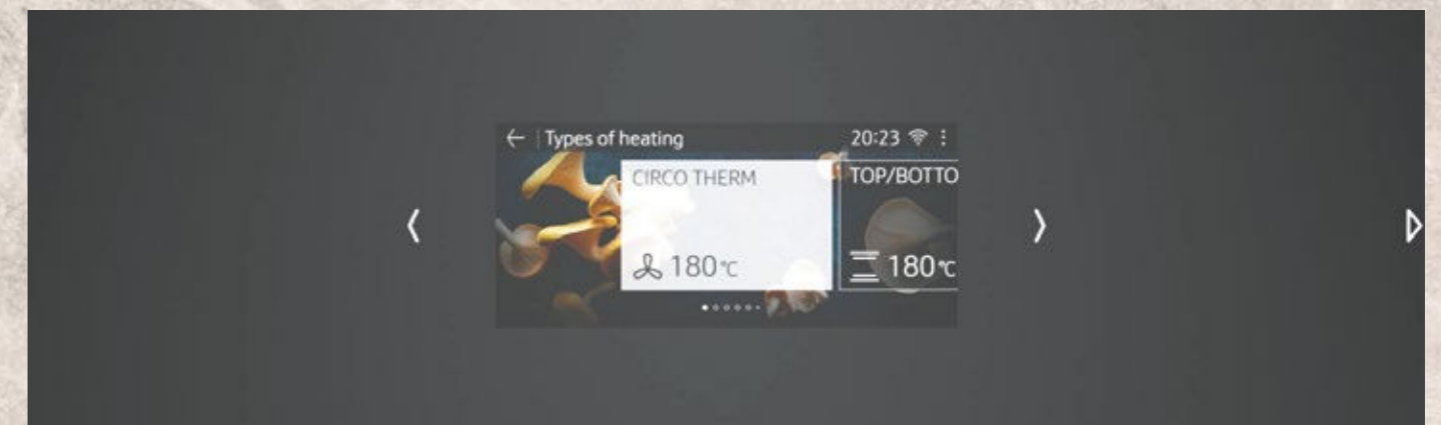 Types of heating
20:23
CIRCO THERM
TOP/BOTTO
180°C
180°C